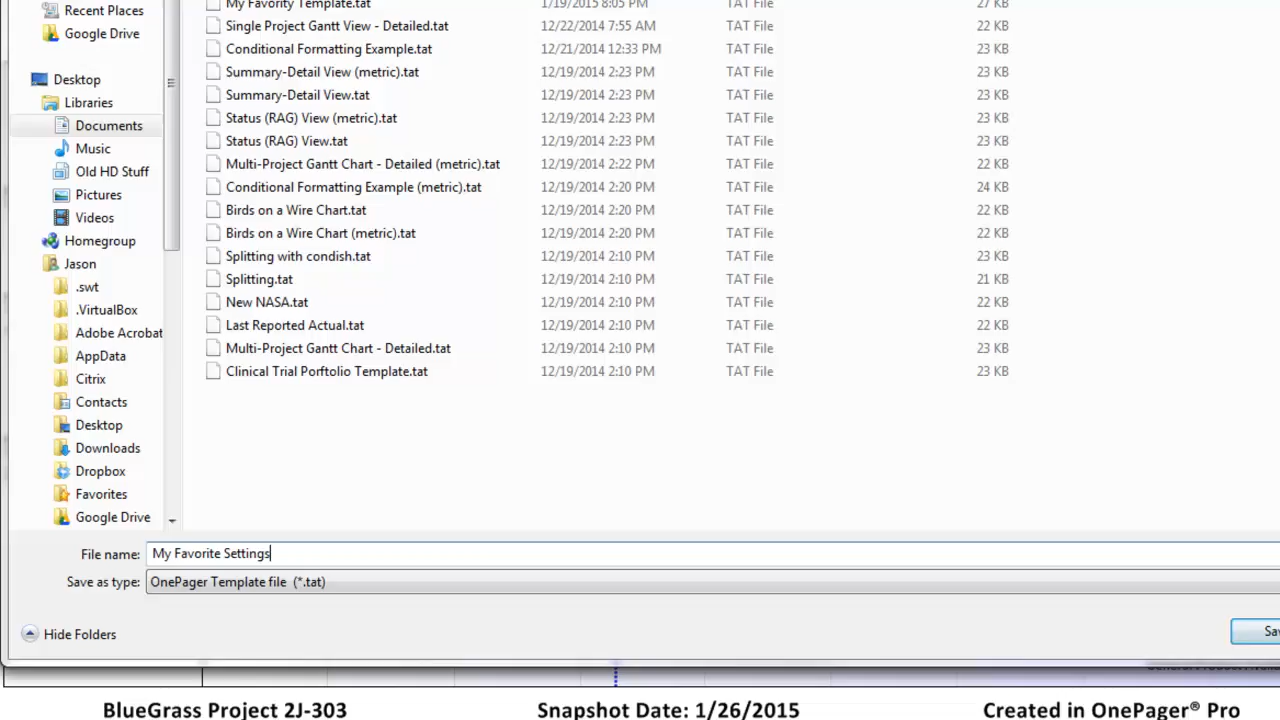 Recent Places
Google Drive
Desktop
Libraries
Documents
Music
Old HD Stuff
Pictures
Videos
Homegroup
Jason
.swt
.VirtualBox
Adobe Acrobat
AppData
Citrix
Contacts
Desktop
Downloads
Dropbox
Favorites
Google Drive
My Favority Template.tat 1/19/2015 8:05 PM TAT File 27 KB
Single Project Gantt View - Detailed.tat 12/22/2014 7:55 AM TAT File 22 KB
Conditional Formatting Example.tat 12/21/2014 12:33 PM TAT File 23 KB
Summary-Detail View (metric).tat 12/19/2014 2:23 PM TAT File 23 KB
Summary-Detail View.tat 12/19/2014 2:23 PM TAT File 23 KB
Status (RAG) View (metric).tat 12/19/2014 2:23 PM TAT File 23 KB
Status (RAG) View.tat 12/19/2014 2:23 PM TAT File 23 KB
Multi-Project Gantt Chart - Detailed (metric).tat 12/19/2014 2:22 PM TAT File 22 KB
Conditional Formatting Example (metric).tat 12/19/2014 2:20 PM TAT File 24 KB
Birds on a Wire Chart.tat 12/19/2014 2:20 PM TAT File 22 KB
Birds on a Wire Chart (metric).tat 12/19/2014 2:20 PM TAT File 22 KB
Splitting with condish.tat 12/19/2014 2:10 PM TAT File 23 KB
Splitting.tat 12/19/2014 2:10 PM TAT File 21 KB
New NASA.tat 12/19/2014 2:10 PM TAT File 22 KB
Last Reported Actual.tat 12/19/2014 2:10 PM TAT File 22 KB
Multi-Project Gantt Chart - Detailed.tat 12/19/2014 2:10 PM TAT File 23 KB
Clinical Trial Porftolio Template.tat 12/19/2014 2:10 PM TAT File 23 KB
File name: My Favorite Settings
Save as type: OnePager Template file (*.tat)
Hide Folders
Sav
BlueGrass Project 2J-303 Snapshot Date: 1/26/2015 Created in OnePager® Pro